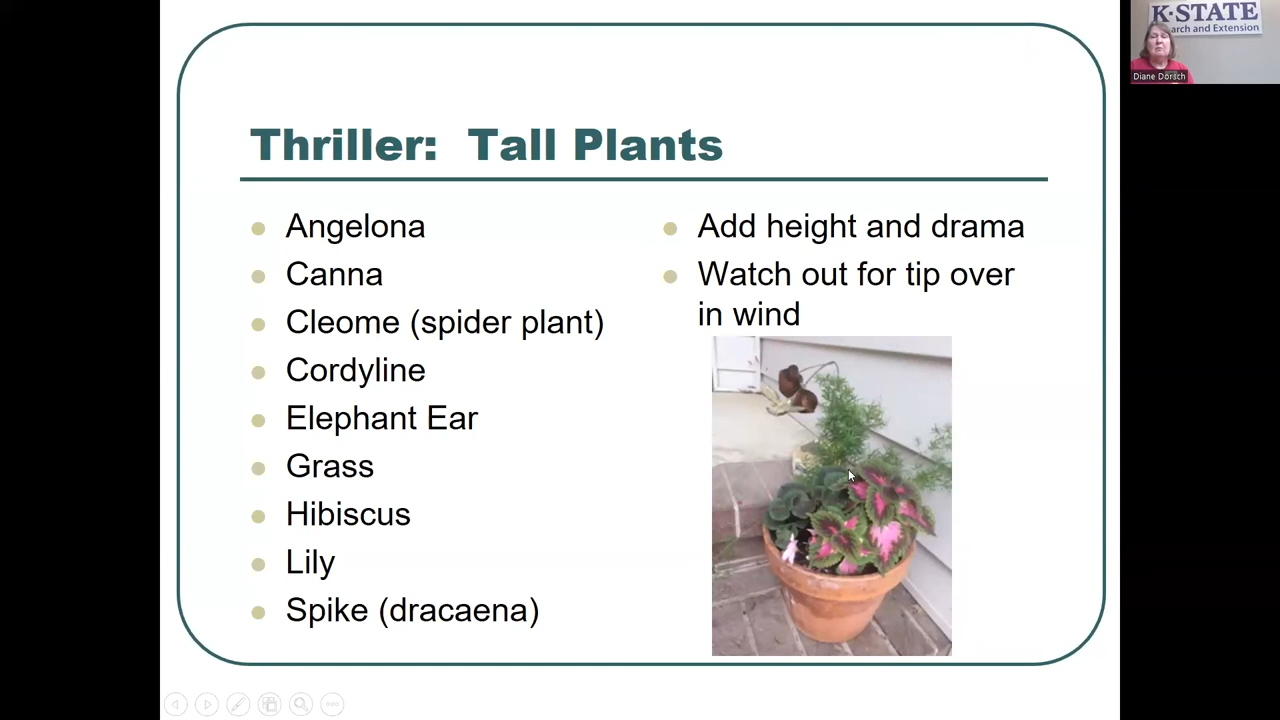 K-STATE
arch and Extension
Diane Dorsch
Thriller: Tall Plants
Angelona
Canna
Cleome (spider plant)
Cordyline
Elephant Ear
Grass
Hibiscus
Lily
Spike (dracaena)
Add height and drama
Watch out for tip over
in wind